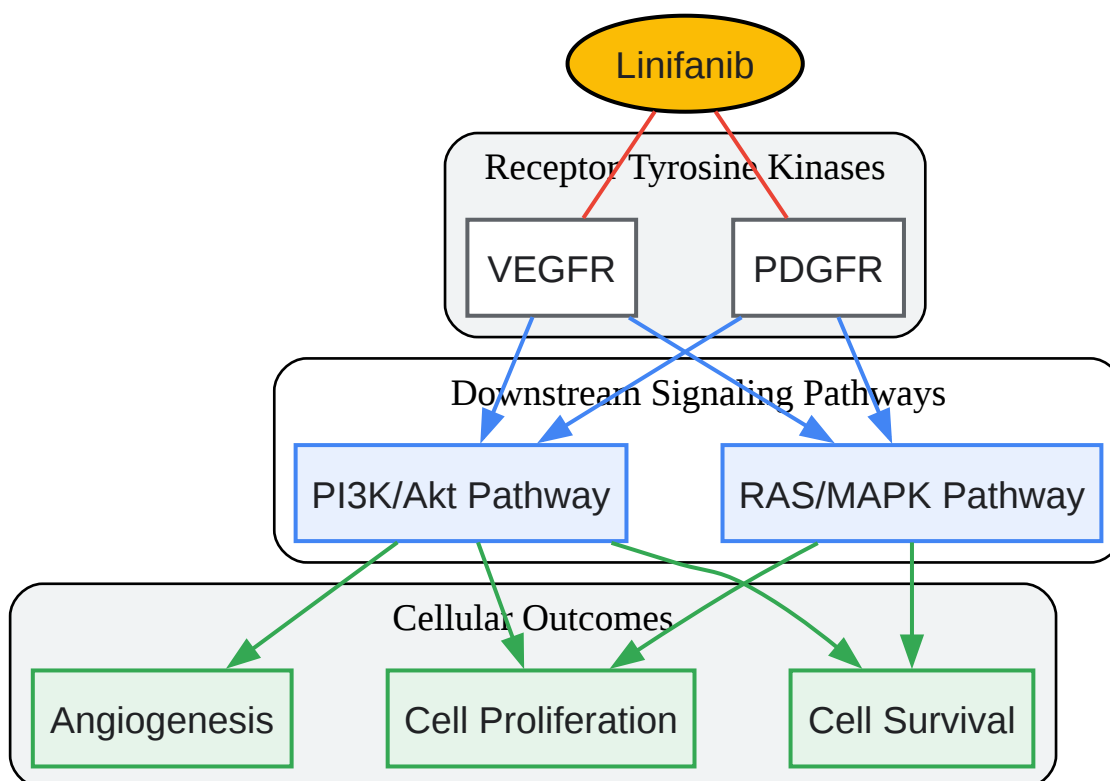 Linifanib
Receptor Tyrosine Kinases
VEGFR
PDGFR
Downstream Signaling Pathways
PI3K/Akt Pathway
RAS/MAPK Pathway
Cellular Outcomes
Angiogenesis
Cell Proliferation
Cell Survival